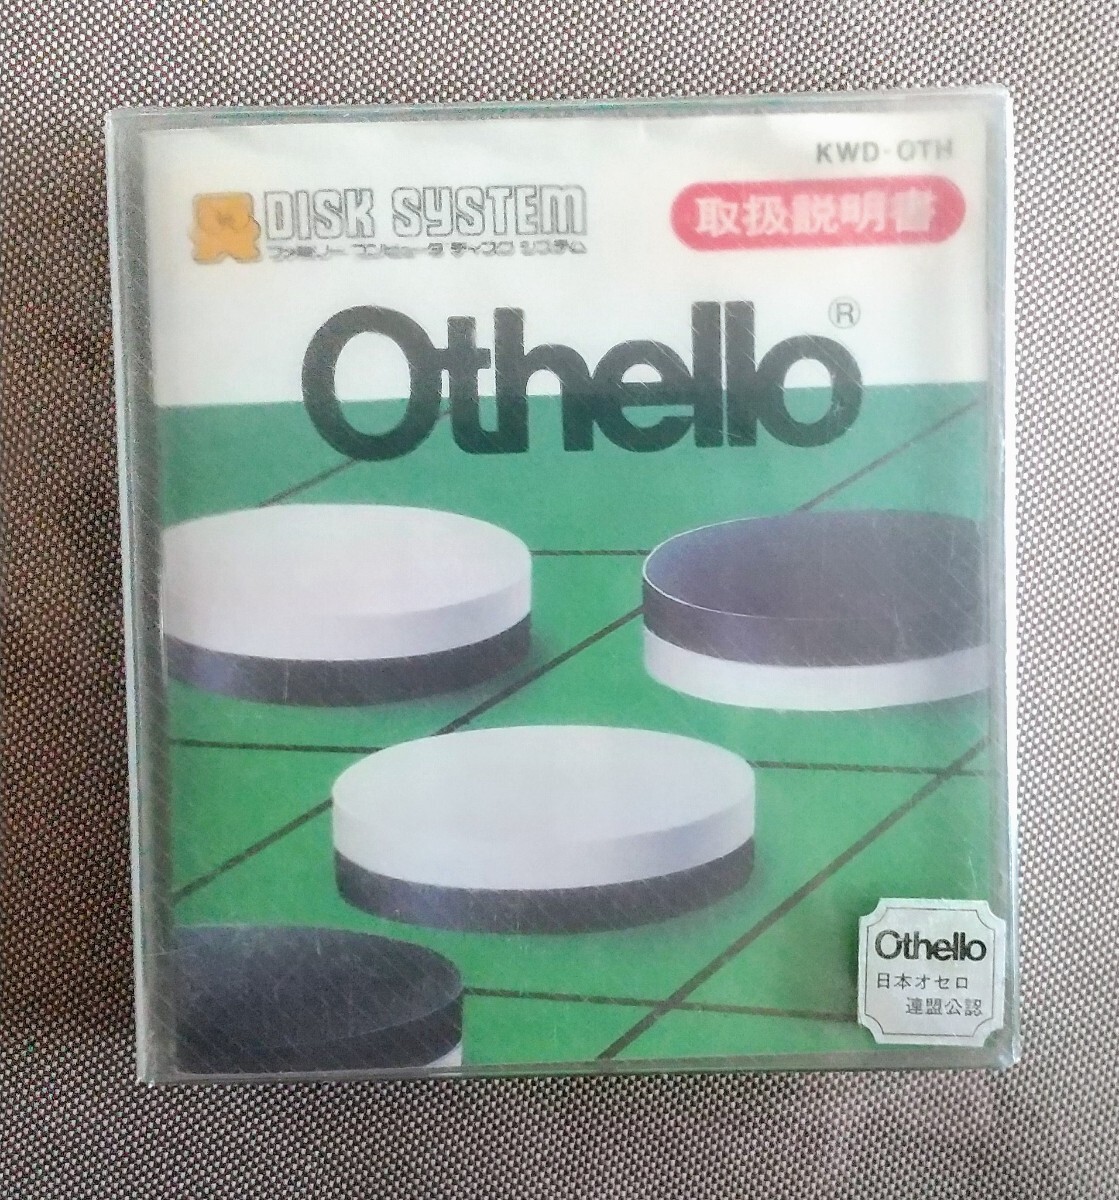 KWD-OTH
DISK SYSTEM
ファミリー コンピュータ ディスク システム
取扱説明書
Othello®
Othello
日本オセロ
連盟公認